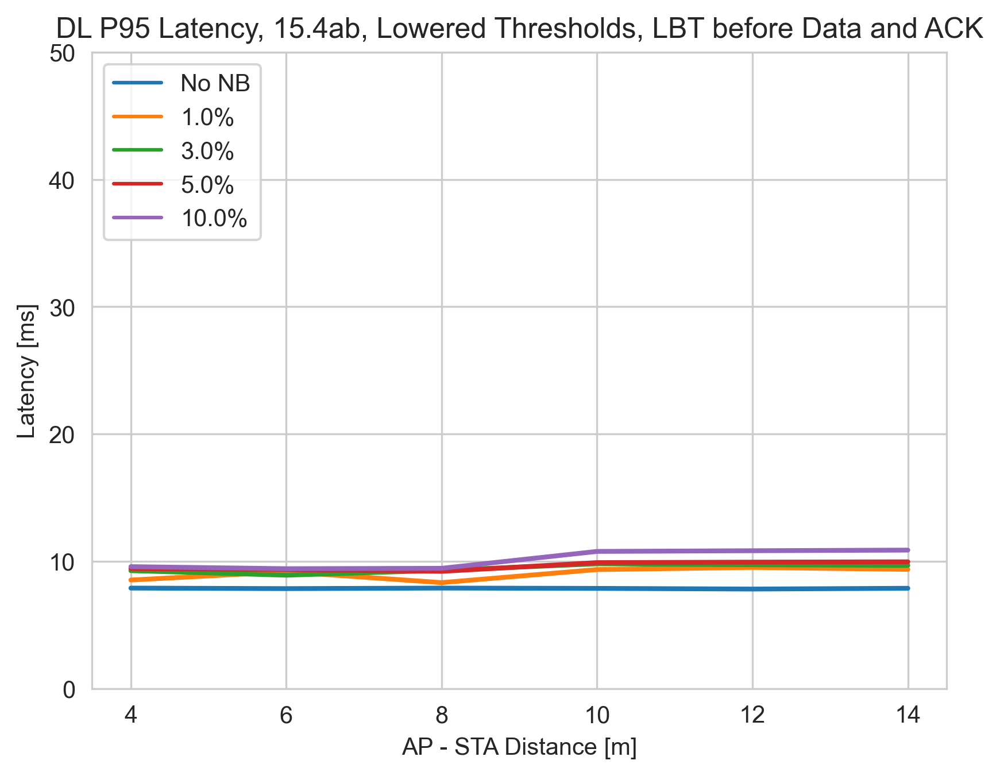 DL P95 Latency, 15.4ab, Lowered Thresholds, LBT before Data and ACK
50
40
30
20
10
0
Latency [ms]
No NB
1.0%
3.0%
5.0%
10.0%
4 6 8 10 12 14
AP - STA Distance [m]